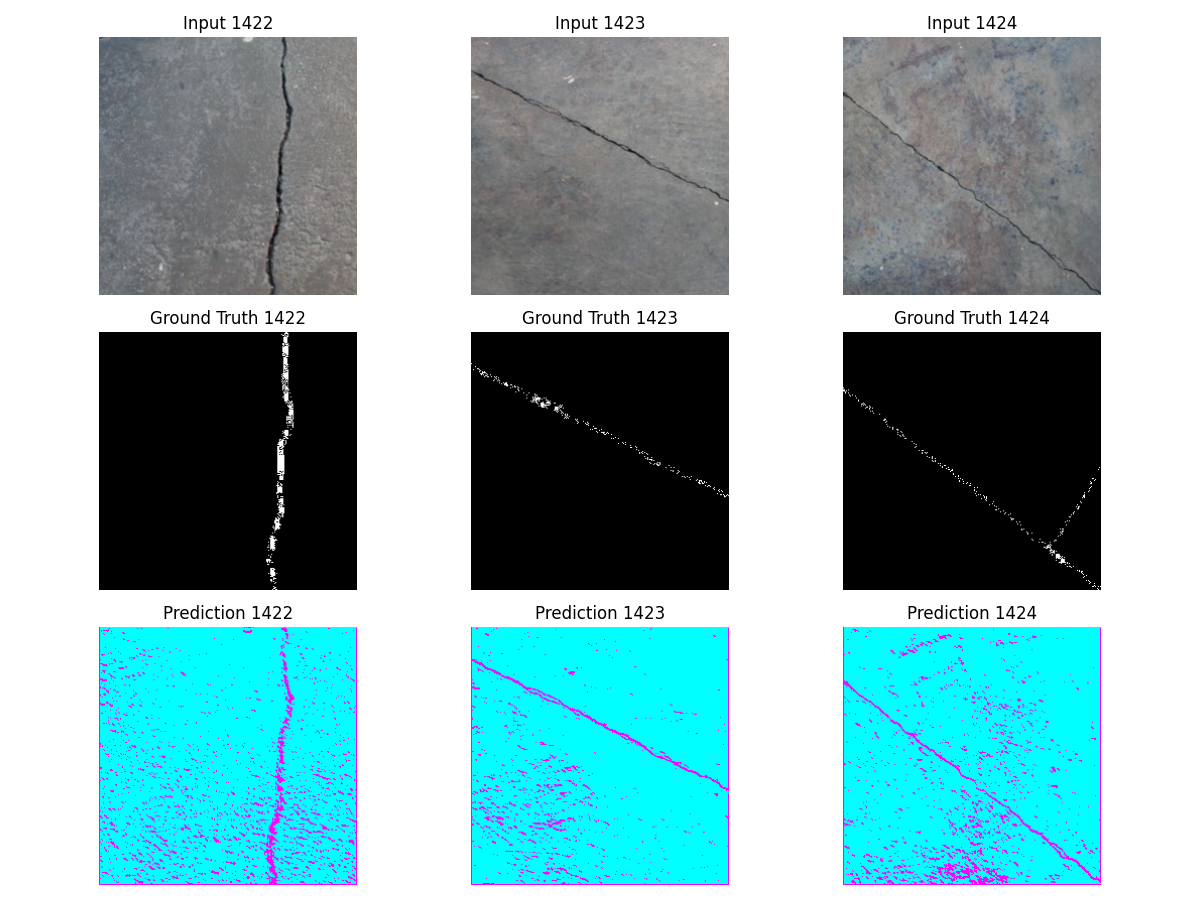 Input 1422
Input 1423
Input 1424
Ground Truth 1422
Ground Truth 1423
Ground Truth 1424
Prediction 1422
Prediction 1423
Prediction 1424